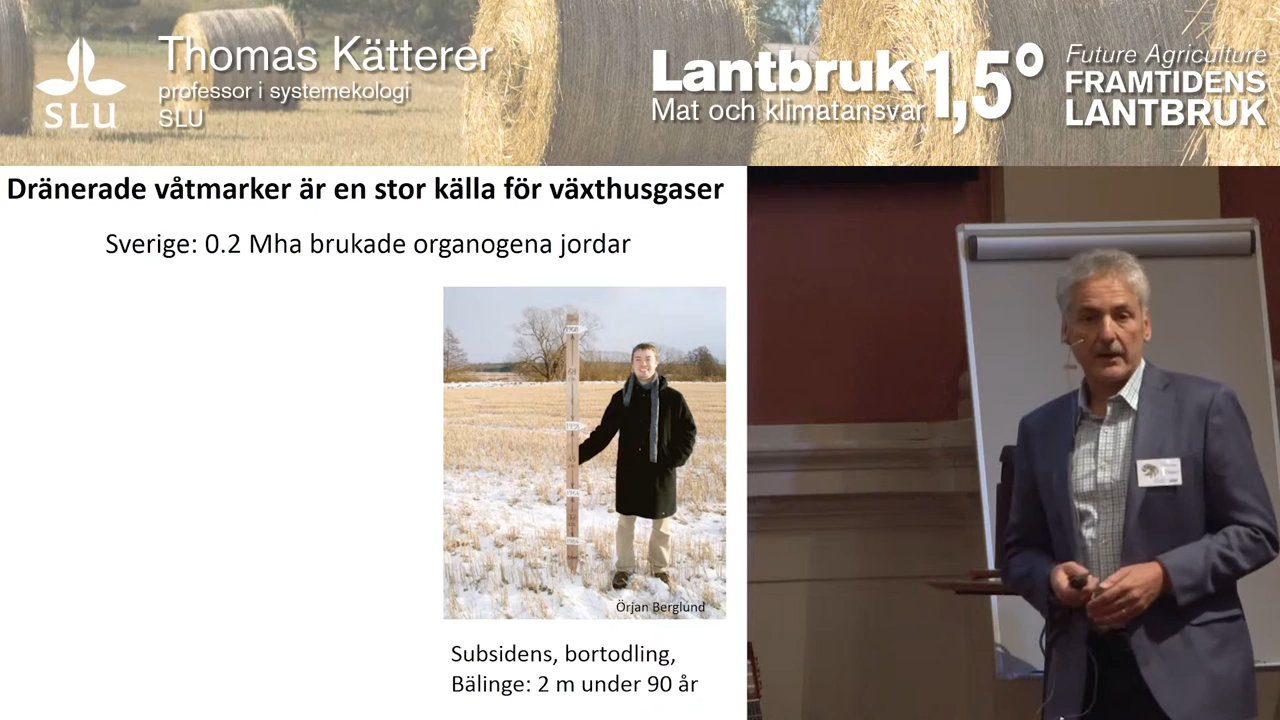 SLU
Thomas Kätterer
professor i systemekologi
SLU
Lantbruk 1,5°
Mat och klimatansvar
Future Agriculture
FRAMTIDENS
LANTBRUK
Dränerade våtmarker är en stor källa för växthusgaser
Sverige: 0.2 Mha brukade organogena jordar
Örjan Berglund
Subsidens, bortodling,
Bälinge: 2 m under 90 år